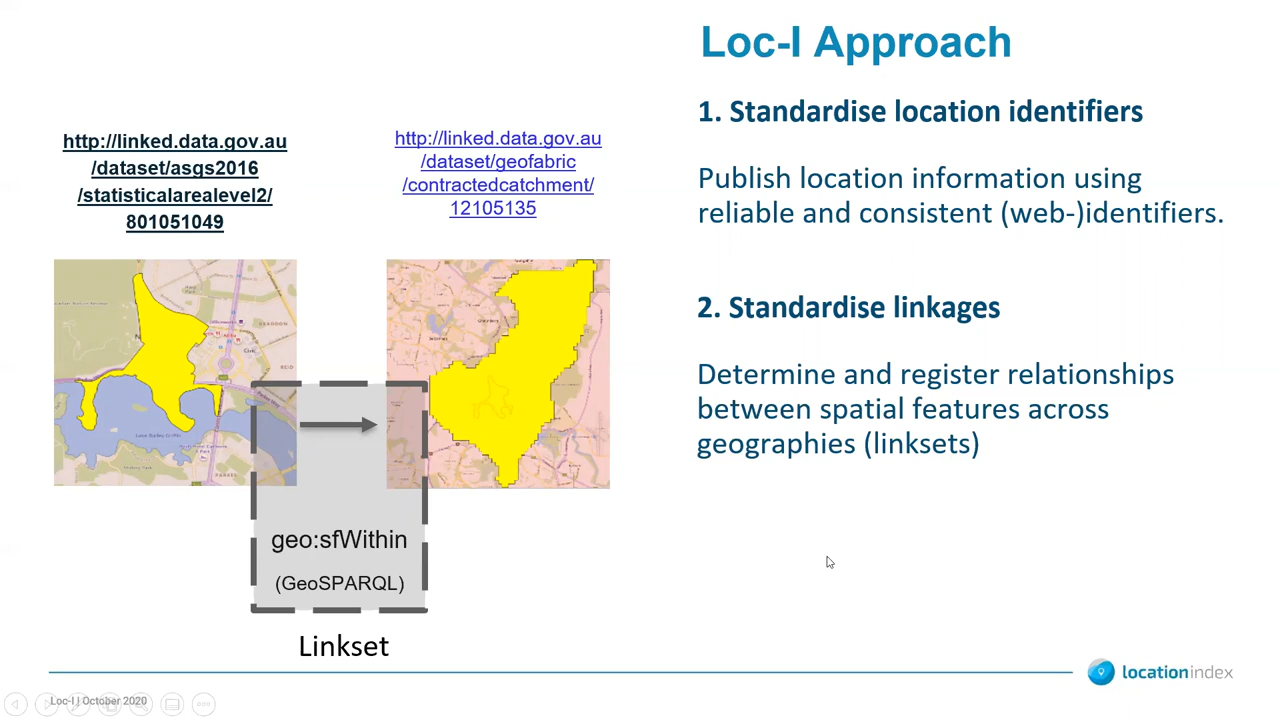 Loc-I Approach
http://linked.data.gov.au
/dataset/asgs2016
/statisticalarealevel2/
801051049
http://linked.data.gov.au
/dataset/geofabric
/contractedcatchment/
12105135
geo:sfWithin
(GeoSPARQL)
Linkset
1. Standardise location identifiers
Publish location information using
reliable and consistent (web-)identifiers.
2. Standardise linkages
Determine and register relationships
between spatial features across
geographies (linksets)
Loc-I | October 2020
locationindex